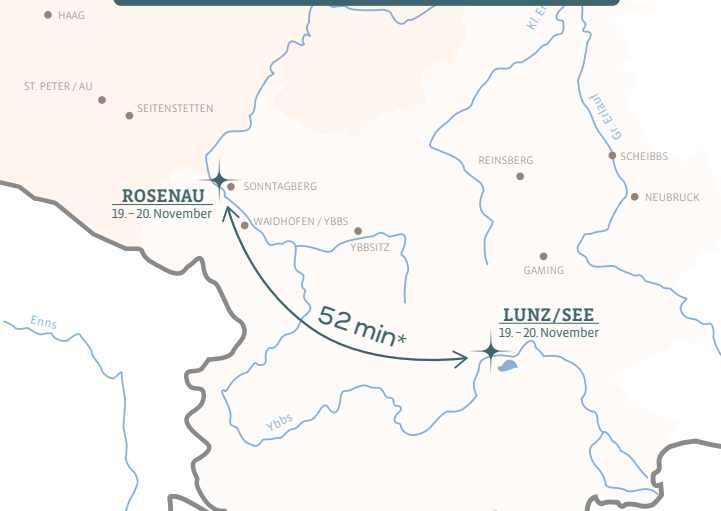 HAAG
Kl. Er
ST. PETER / AU
SEITENSTETTEN
Gr. Erlauf
SCHEIBBS
REINSBERG
SONNTAGBERG
ROSENAU
19. – 20. November
NEUBRUCK
WAIDHOFEN / YBBS
YBBSITZ
GAMING
Enns
52 min*
LUNZ/SEE
19. – 20. November
Ybbs